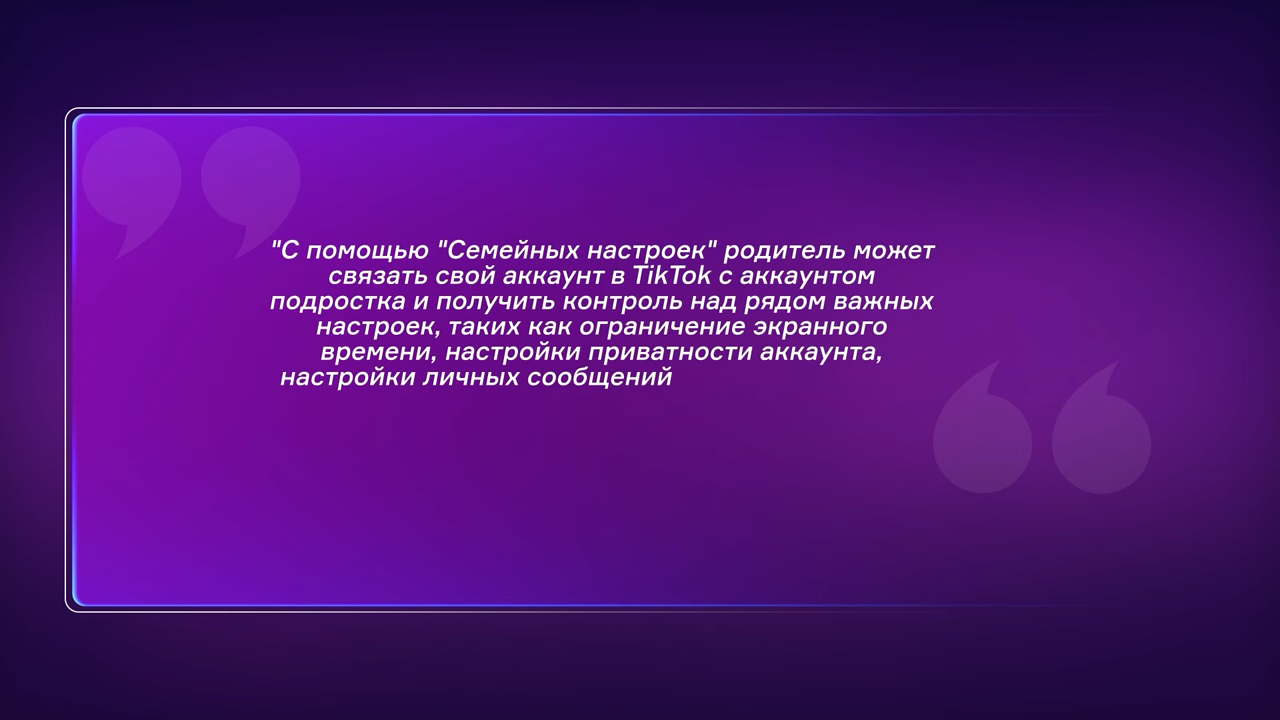 "С помощью "Семейных настроек" родитель может
связать свой аккаунт в TikTok с аккаунтом
подростка и получить контроль над рядом важных
настроек, таких как ограничение экранного
времени, настройки приватности аккаунта,
настройки личных сообщений